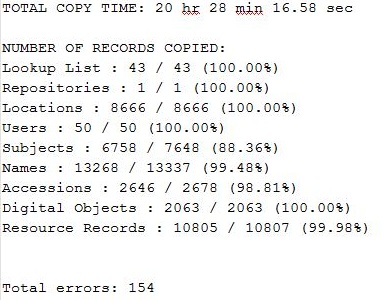 TOTAL COPY TIME: 20 hr 28 min 16.58 sec
NUMBER OF RECORDS COPIED:
Lookup List : 43 / 43 (100.00%)
Repositories : 1 / 1 (100.00%)
Locations : 8666 / 8666 (100.00%)
Users : 50 / 50 (100.00%)
Subjects : 6758 / 7648 (88.36%)
Names : 13268 / 13337 (99.48%)
Accessions : 2646 / 2678 (98.81%)
Digital Objects : 2063 / 2063 (100.00%)
Resource Records : 10805 / 10807 (99.98%)
Total errors: 154